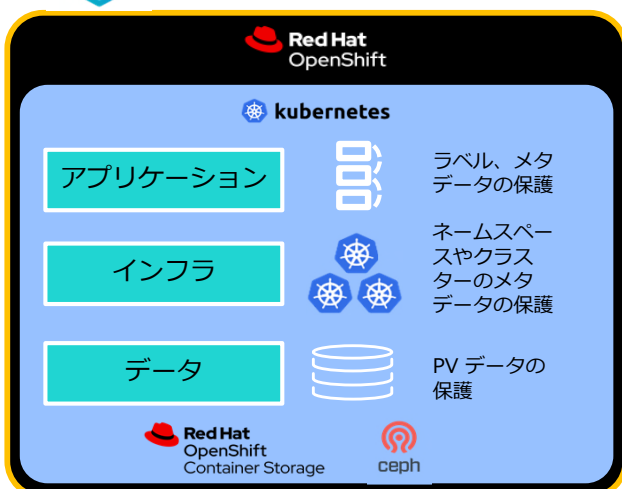 Red Hat
OpenShift
kubernetes
アプリケーション
ラベル、メタ
データの保護
インフラ
ネームスペー
スやクラス
ターのメタ
データの保護
データ
PV データの
保護
Red Hat
OpenShift
Container Storage
ceph